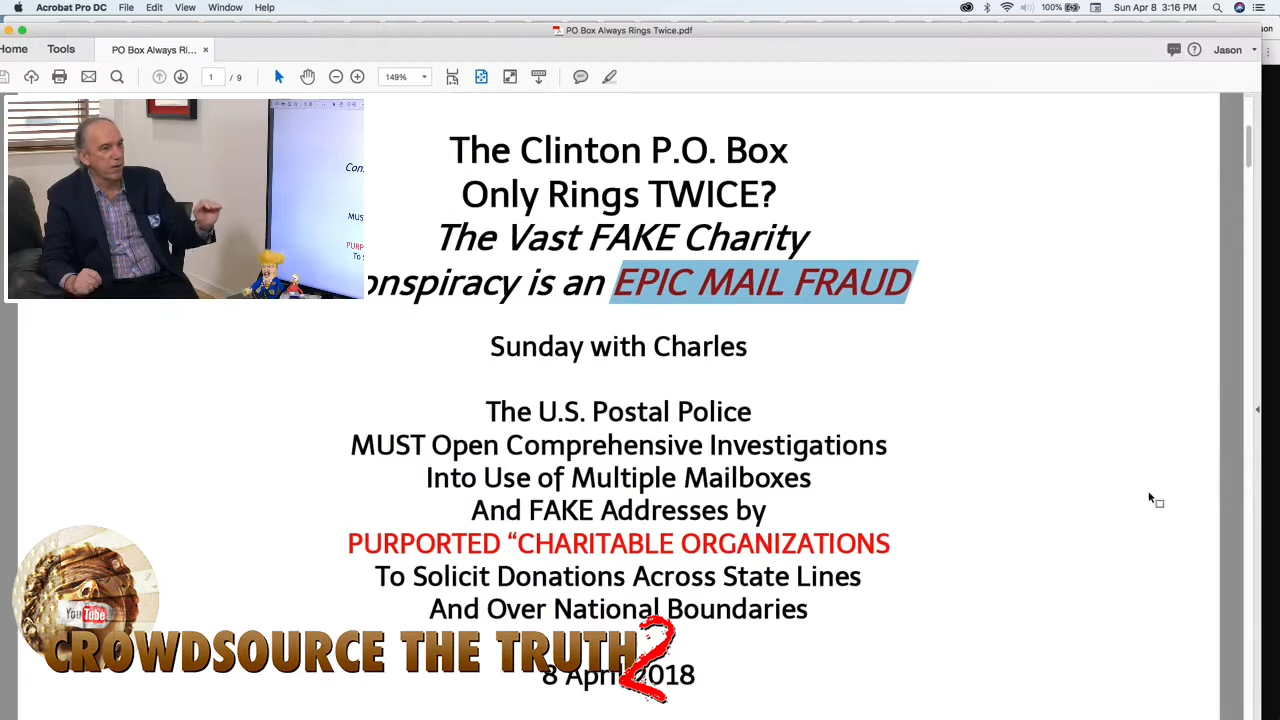 Acrobat Pro DC File Edit View Window Help 100% Sun Apr 8 3:16 PM
PO Box Always Rings Twice.pdf
Home Tools PO Box Always Ri... × Jason
1 / 9 149%
The Clinton P.O. Box
Only Rings TWICE?
The Vast FAKE Charity
onspiracy is an EPIC MAIL FRAUD
Sunday with Charles
The U.S. Postal Police
MUST Open Comprehensive Investigations
Into Use of Multiple Mailboxes
And FAKE Addresses by
PURPORTED “CHARITABLE ORGANIZATIONS
To Solicit Donations Across State Lines
And Over National Boundaries
8 April 2018
YouTube
CROWDSOURCE THE TRUTH 2